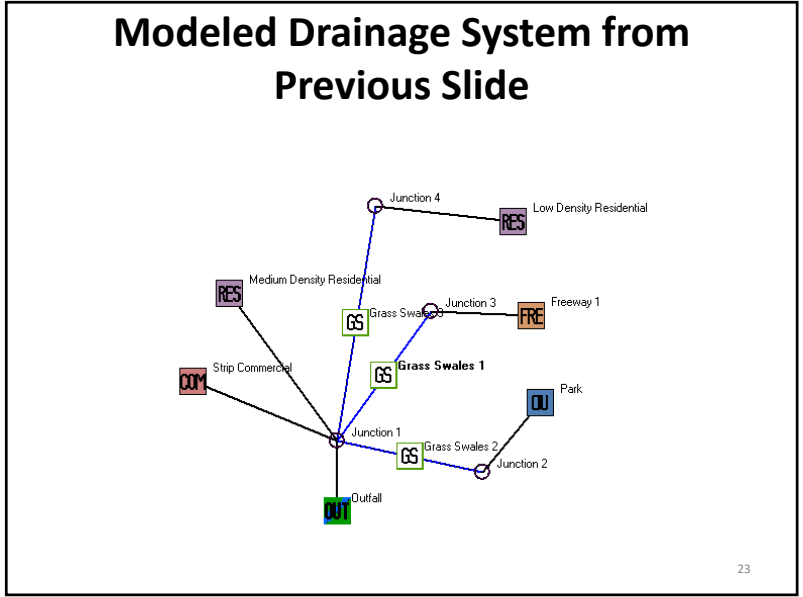 Modeled Drainage System from
Previous Slide
Junction 4
RES
Low Density Residential
RES
Medium Density Residential
GS
Grass Swales 3
Junction 3
FRE
Freeway 1
COM
Strip Commercial
GS
Grass Swales 1
OU
Park
Junction 1
GS
Grass Swales 2
Junction 2
OUT
Outfall
23